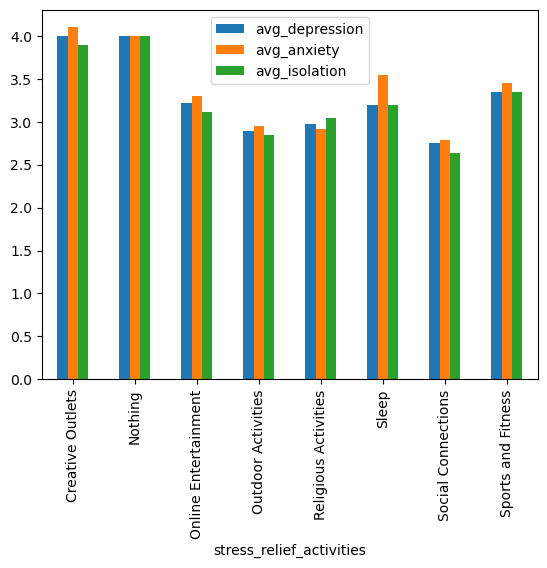 avg_depression
avg_anxiety
avg_isolation
4.0
3.5
3.0
2.5
2.0
1.5
1.0
0.5
0.0
Creative Outlets
Nothing
Online Entertainment
Outdoor Activities
Religious Activities
Sleep
Social Connections
Sports and Fitness
stress_relief_activities